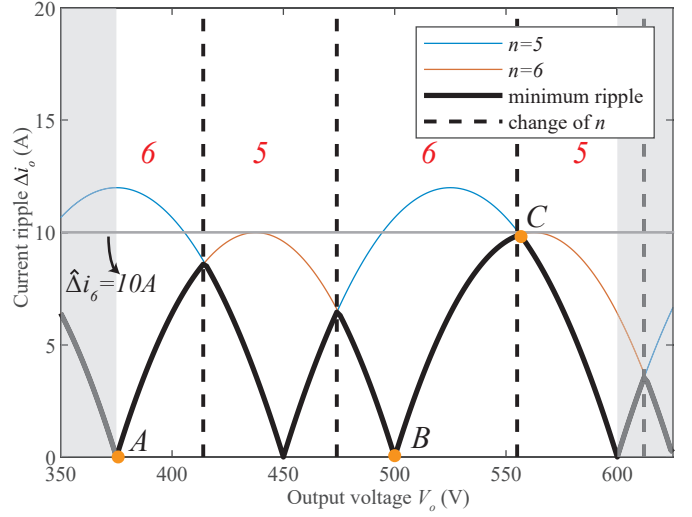 20
15
10
5
0
Current ripple Δi_o (A)
n=5
n=6
minimum ripple
change of n
6
5
6
5
C
Δ̂i_6=10A
A
B
350
400
450
500
550
600
Output voltage V_o (V)